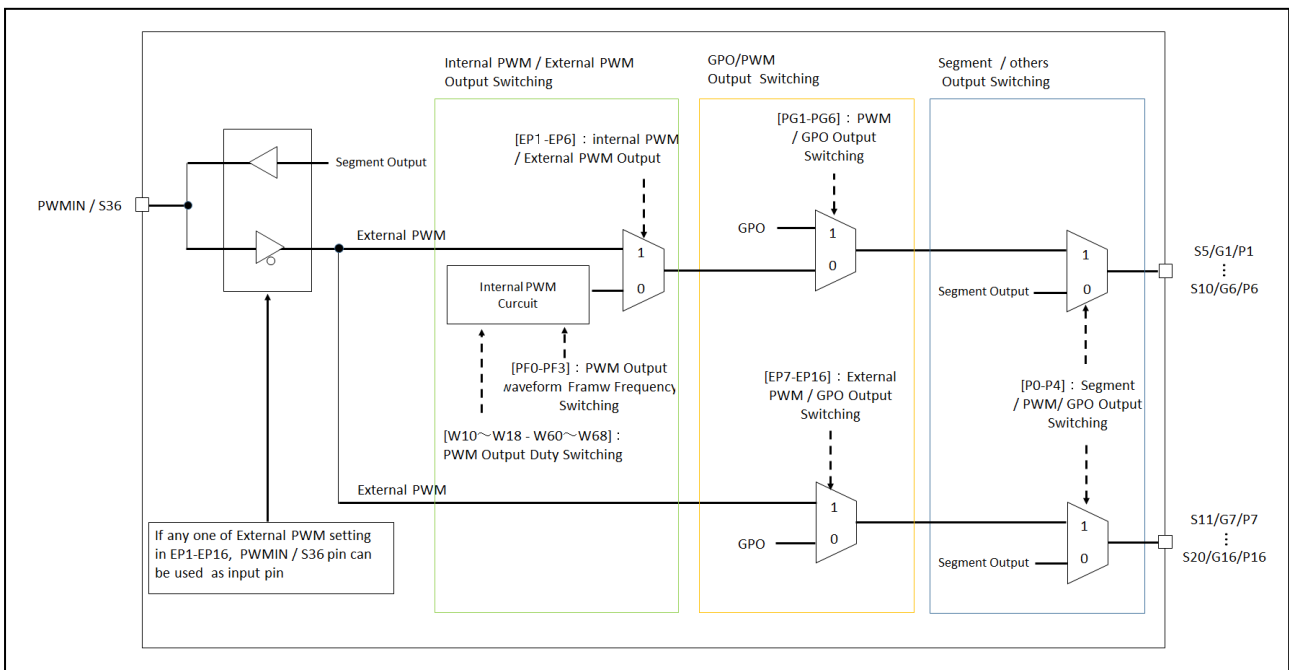 Internal PWM / External PWM
Output Switching
GPO/PWM
Output Switching
Segment / others
Output Switching
[EP1-EP6]：internal PWM
/ External PWM Output
[PG1-PG6]：PWM
/ GPO Output
Switching
Segment Output
PWMIN / S36
External PWM
1
0
Internal PWM
Curcuit
GPO
1
0
1
0
Segment Output
S5/G1/P1
⋮
S10/G6/P6
[PF0-PF3]：PWM Output
waveform Framw Frequency
Switching
[W10～W18 - W60～W68]：
PWM Output Duty Switching
[EP7-EP16]：External
PWM / GPO Output
Switching
[P0-P4]：Segment
/ PWM/ GPO Output
Switching
External PWM
1
0
GPO
1
0
Segment Output
S11/G7/P7
⋮
S20/G16/P16
If any one of External PWM setting
in EP1-EP16, PWMIN / S36 pin can
be used as input pin